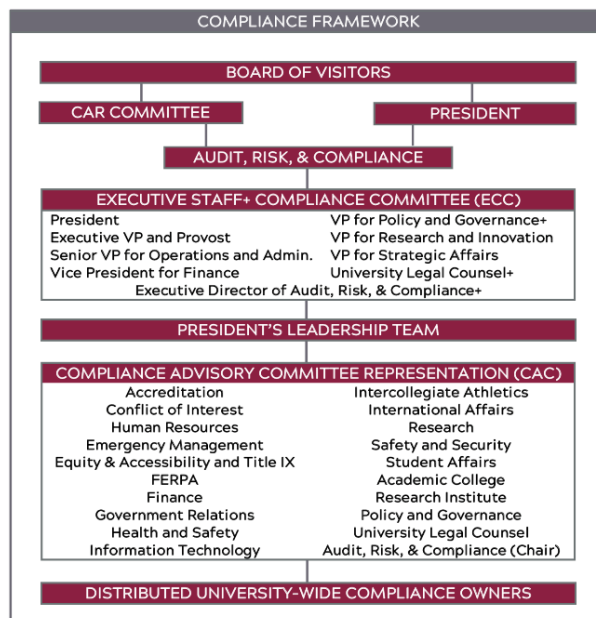 COMPLIANCE FRAMEWORK
BOARD OF VISITORS
CAR COMMITTEE
PRESIDENT
AUDIT, RISK, & COMPLIANCE
EXECUTIVE STAFF+ COMPLIANCE COMMITTEE (ECC)
President
Executive VP and Provost
Senior VP for Operations and Admin.
Vice President for Finance
VP for Policy and Governance+
VP for Research and Innovation
VP for Strategic Affairs
University Legal Counsel+
Executive Director of Audit, Risk, & Compliance+
PRESIDENT'S LEADERSHIP TEAM
COMPLIANCE ADVISORY COMMITTEE REPRESENTATION (CAC)
Accreditation
Conflict of Interest
Human Resources
Emergency Management
Equity & Accessibility and Title IX
FERPA
Finance
Government Relations
Health and Safety
Information Technology
Intercollegiate Athletics
International Affairs
Research
Safety and Security
Student Affairs
Academic College
Research Institute
Policy and Governance
University Legal Counsel
Audit, Risk, & Compliance (Chair)
DISTRIBUTED UNIVERSITY-WIDE COMPLIANCE OWNERS